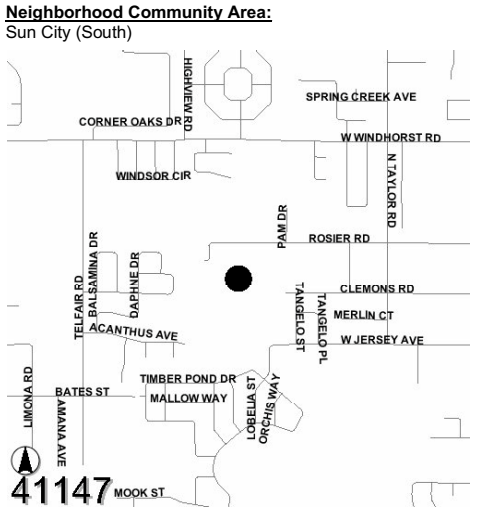 Neighborhood Community Area:
Sun City (South)
HIGHVIEW RD
SPRING CREEK AVE
CORNER OAKS DR
W WINDHORST RD
WINDSOR CIR
N TAYLOR RD
PAM DR
ROSIER RD
BALSAMINA DR
DAPHNE DR
TELFAIR RD
CLEMONS RD
TANGELO ST
TANGELO PL
MERLIN CT
ACANTHUS AVE
W JERSEY AVE
TIMBER POND DR
LIMONA RD
BATES ST
MALLOW WAY
LOBELIA ST
ORCHIS WAY
AMANA AVE
41147
MOOK ST